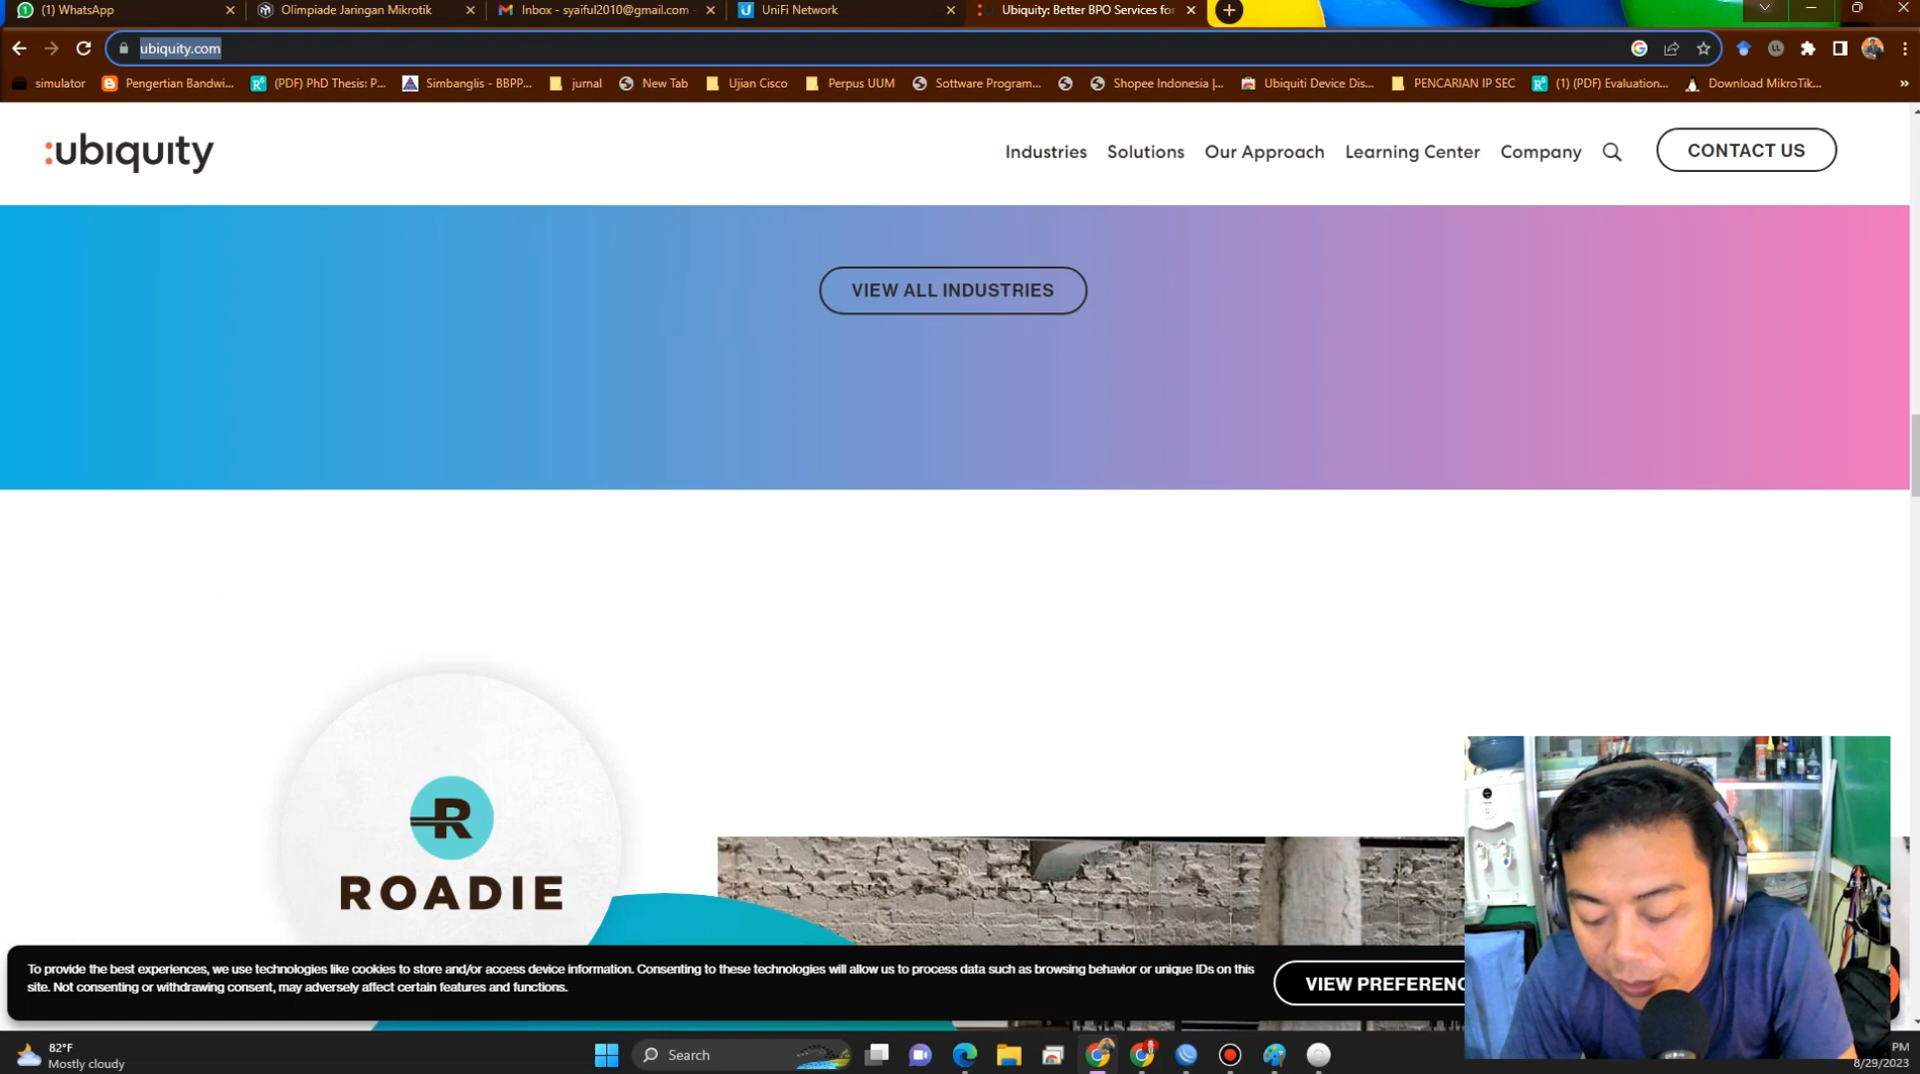 (1) WhatsApp
Olimpiade Jaringan Mikrotik
Inbox - syaiful2010@gmail.com
UniFi Network
Ubiquity: Better BPO Services for
ubiquity.com
simulator
Pengertian Bandwi...
(PDF) PhD Thesis: P...
Simbanglis - BBPP...
jurnal
New Tab
Ujian Cisco
Perpus UUM
Sottware Program...
Shopee Indonesia |...
Ubiquiti Device Dis...
PENCARIAN IP SEC
(1) (PDF) Evaluation...
Download MikroTik...
:ubiquity
Industries
Solutions
Our Approach
Learning Center
Company
CONTACT US
VIEW ALL INDUSTRIES
R
ROADIE
To provide the best experiences, we use technologies like cookies to store and/or access device information. Consenting to these technologies will allow us to process data such as browsing behavior or unique IDs on this
site. Not consenting or withdrawing consent, may adversely affect certain features and functions.
VIEW PREFERENC
82°F
Mostly cloudy
Search
PM
8/29/2023